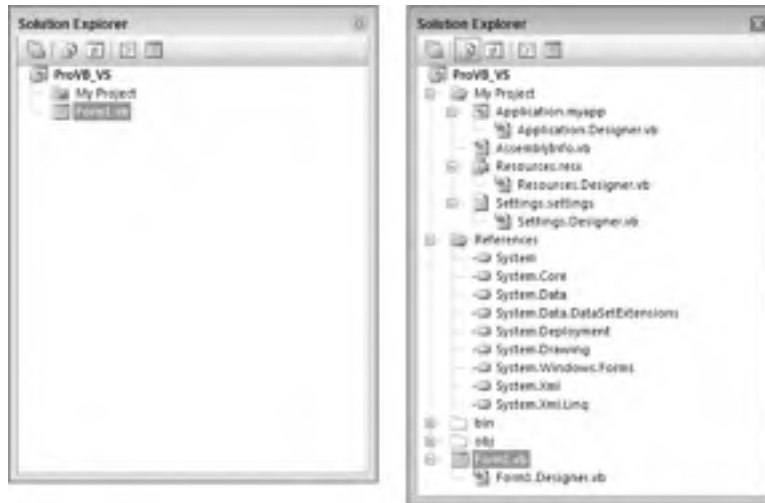 Solution Explorer
ProVB_VS
My Project
Form1.vb
Solution Explorer
ProVB_VS
My Project
Application.myapp
Application.Designer.vb
AssemblyInfo.vb
Resources.resx
Resources.Designer.vb
Settings.settings
Settings.Designer.vb
References
System
System.Core
System.Data
System.Data.DataSetExtensions
System.Deployment
System.Drawing
System.Windows.Forms
System.Xml
System.Xml.Linq
bin
obj
Form1.vb
Form1.Designer.vb